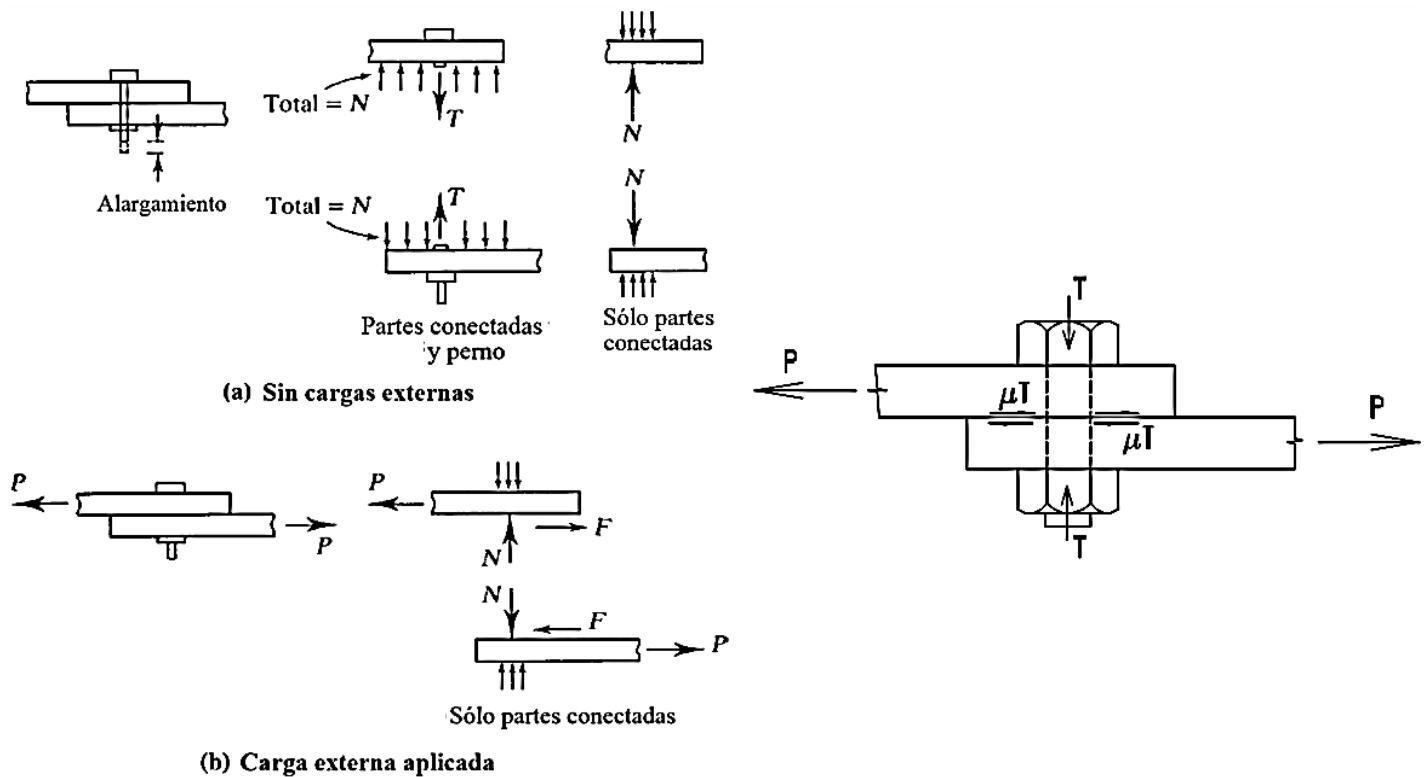 Total = N
T
Alargamiento
Total = N
T
Partes conectadas
y perno
N
N
Sólo partes
conectadas
(a) Sin cargas externas
P
P
P
F
N
N
F
P
Sólo partes conectadas
(b) Carga externa aplicada
T
P
μT
μT
P
T